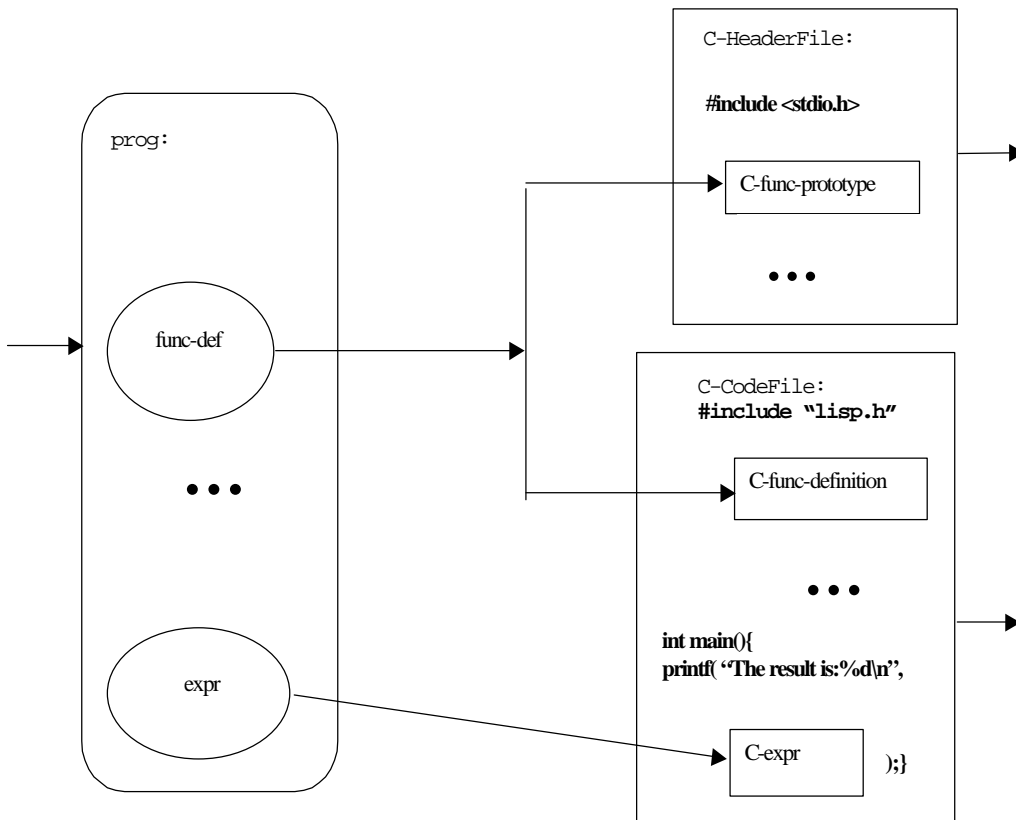 prog:
func-def
expr
C-HeaderFile:
#include <stdio.h>
C-func-prototype
C-CodeFile:
#include “lisp.h”
C-func-definition
int main(){
printf( “The result is:%d\n”,
C-expr );}